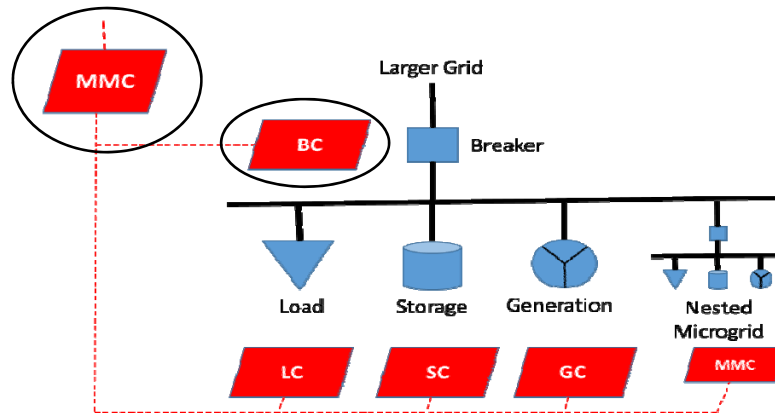 MMC
Larger Grid
BC
Breaker
Load
Storage
Generation
Nested
Microgrid
LC
SC
GC
MMC